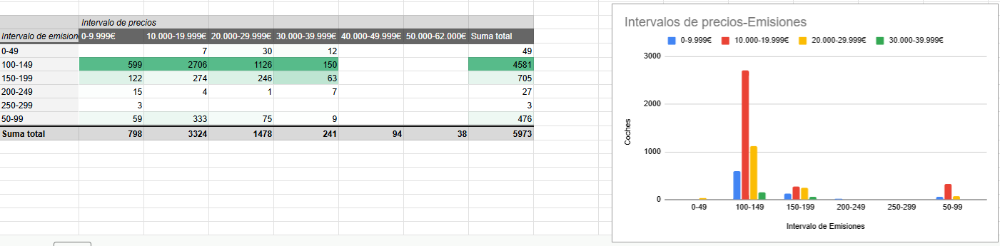 Intervalo de precios
Intervalo de emision 0-9.999€ 10.000-19.999€ 20.000-29.999€ 30.000-39.999€ 40.000-49.999€ 50.000-62.000€ Suma total
0-49 7 30 12 49
100-149 599 2706 1126 150 4581
150-199 122 274 246 63 705
200-249 15 4 1 7 27
250-299 3 3
50-99 59 333 75 9 476
Suma total 798 3324 1478 241 94 38 5973
Intervalos de precios-Emisiones
0-9.999€ 10.000-19.999€ 20.000-29.999€ 30.000-39.999€
3000
2000
1000
0
Coches
0-49 100-149 150-199 200-249 250-299 50-99
Intervalo de Emisiones